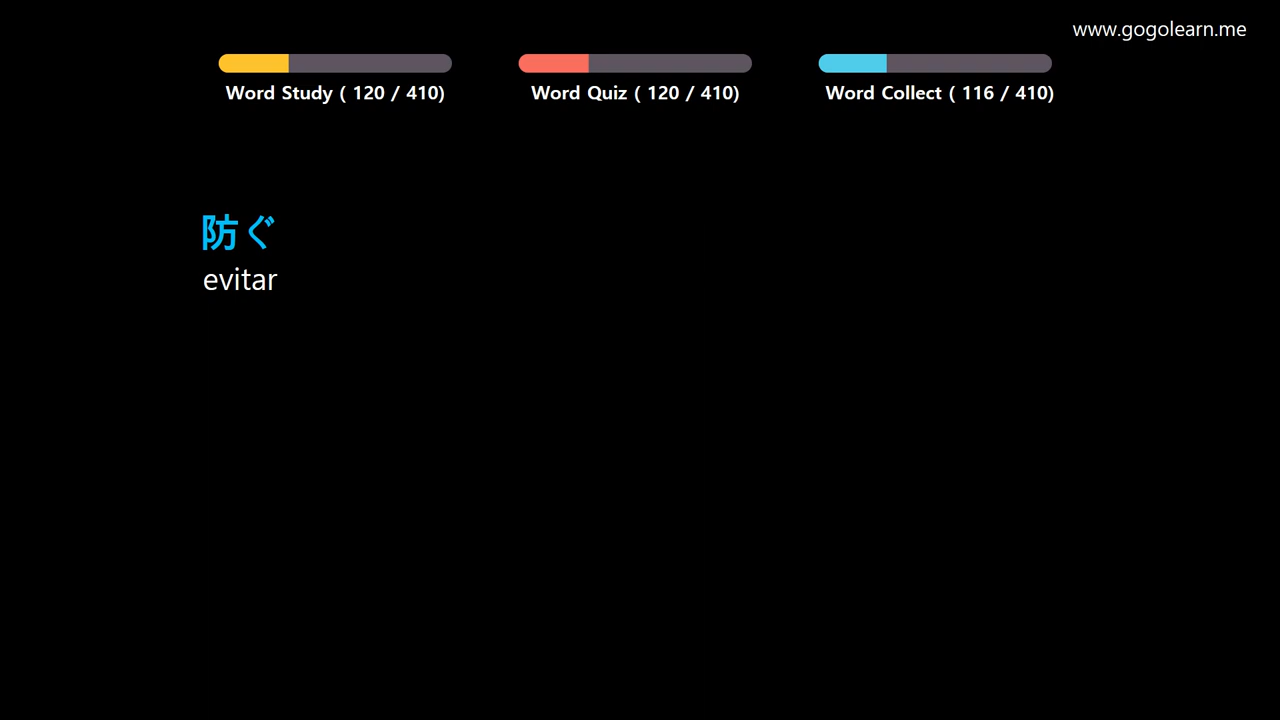 www.gogolearn.me
Word Study ( 120 / 410)
Word Quiz ( 120 / 410)
Word Collect ( 116 / 410)
防ぐ
evitar